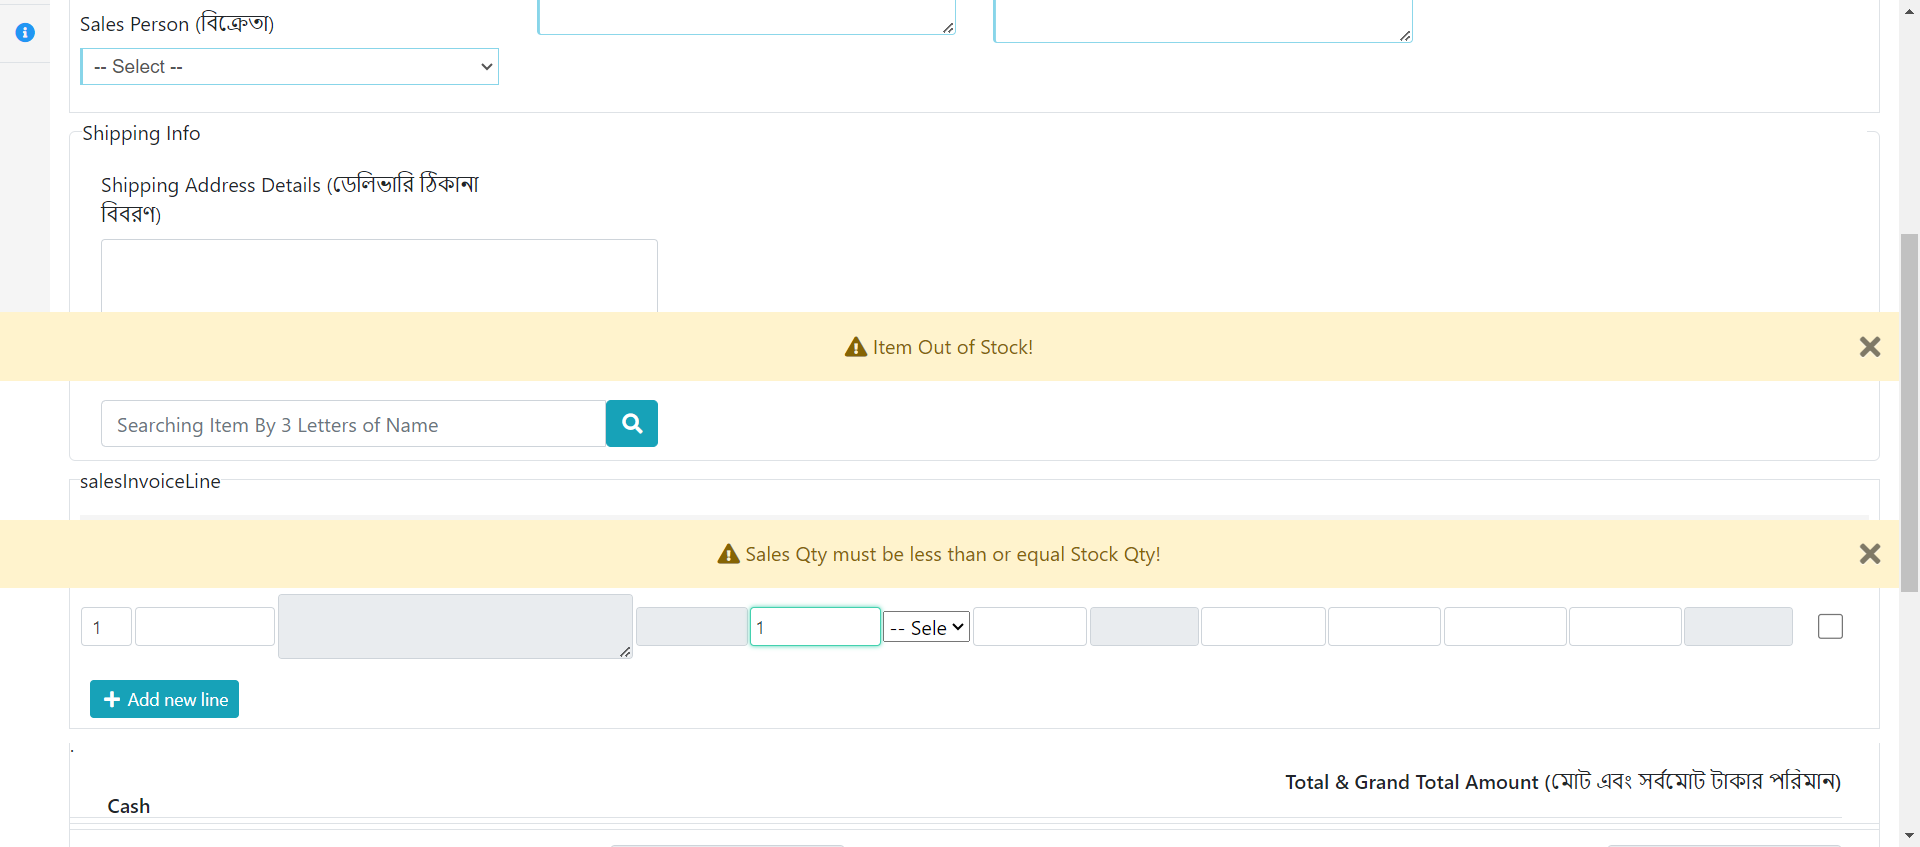 Sales Person (বিক্রেতা)
-- Select --
Shipping Info
Shipping Address Details (ডেলিভারি ঠিকানা
বিবরণ)
Item Out of Stock!
Searching Item By 3 Letters of Name
salesInvoiceLine
Sales Qty must be less than or equal Stock Qty!
1 1 -- Sele
Add new line
.
Total & Grand Total Amount (মোট এবং সর্বমোট টাকার পরিমান)
Cash